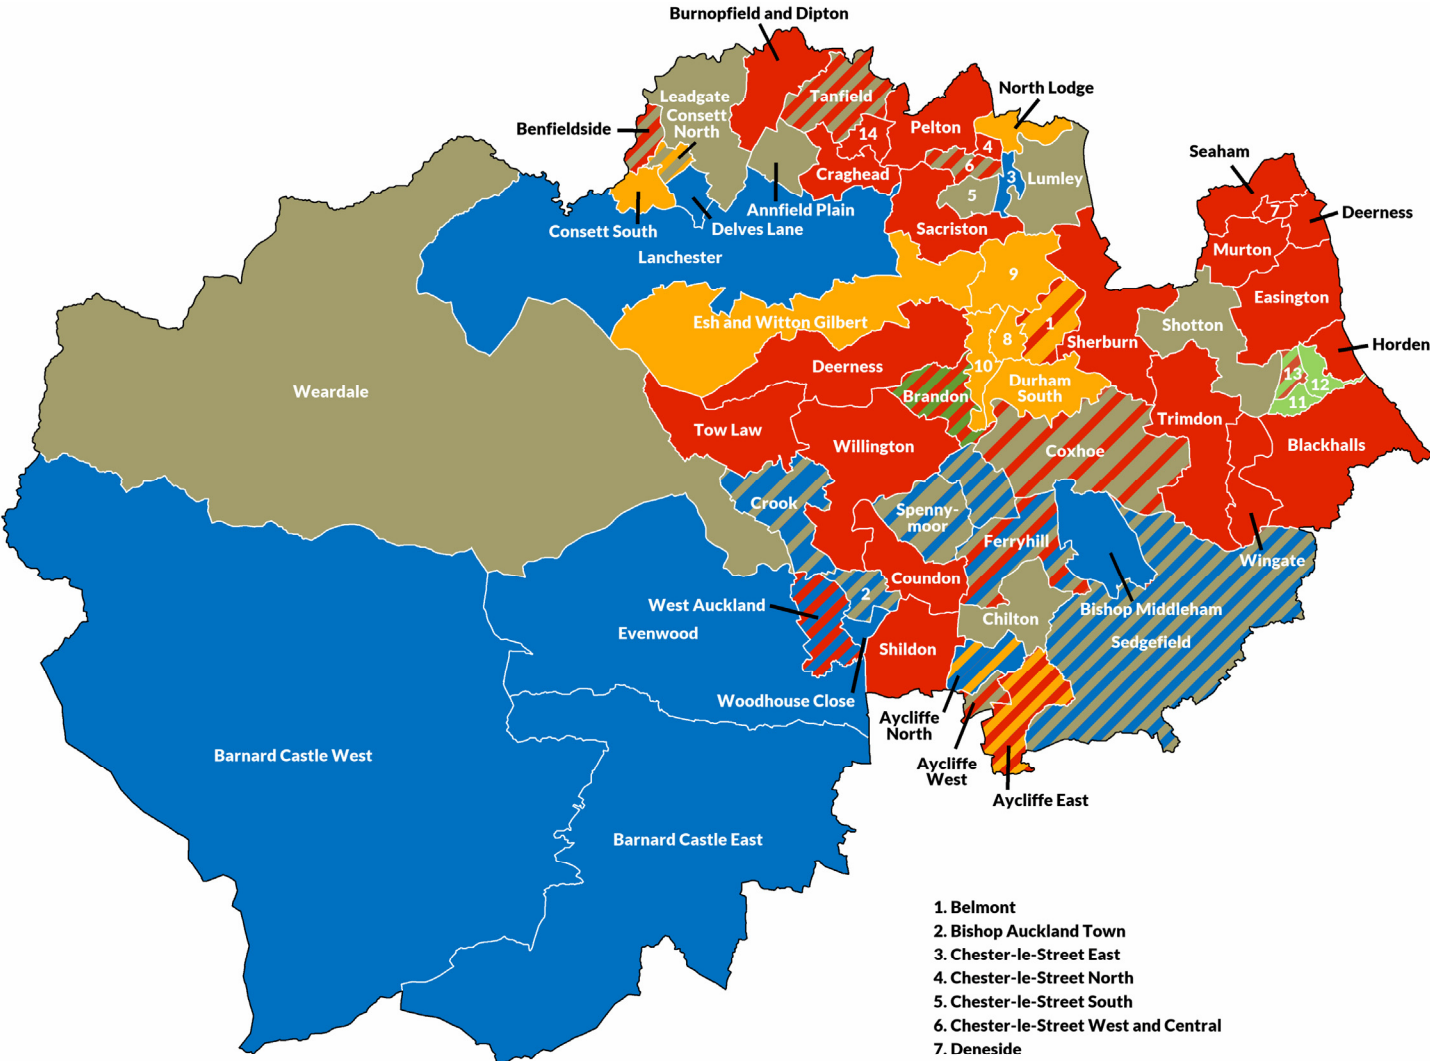 Burnopfield and Dipton
North Lodge
Leadgate
Consett
North
Tanfield
Benfieldside
14
Pelton
4
Seaham
6
3
Lumley
Craghead
5
7
Deerness
Annfield Plain
Consett South
Delves Lane
Sacriston
Murton
Lanchester
9
Easington
Esh and Witton Gilbert
1
Shotton
8
Sherburn
Horden
Deerness
10
13
12
Weardale
Durham
South
Brandon
11
Tow Law
Willington
Trimdon
Blackhalls
Coxhoe
Crook
Spenny-
moor
Ferryhill
Wingate
Coundon
2
West Auckland
Bishop Middleham
Evenwood
Chilton
Sedgefield
Shildon
Woodhouse Close
Aycliffe
North
Aycliffe
West
Barnard Castle West
Aycliffe East
Barnard Castle East
1. Belmont
2. Bishop Auckland Town
3. Chester-le-Street East
4. Chester-le-Street North
5. Chester-le-Street South
6. Chester-le-Street West and Central
7. Deneside